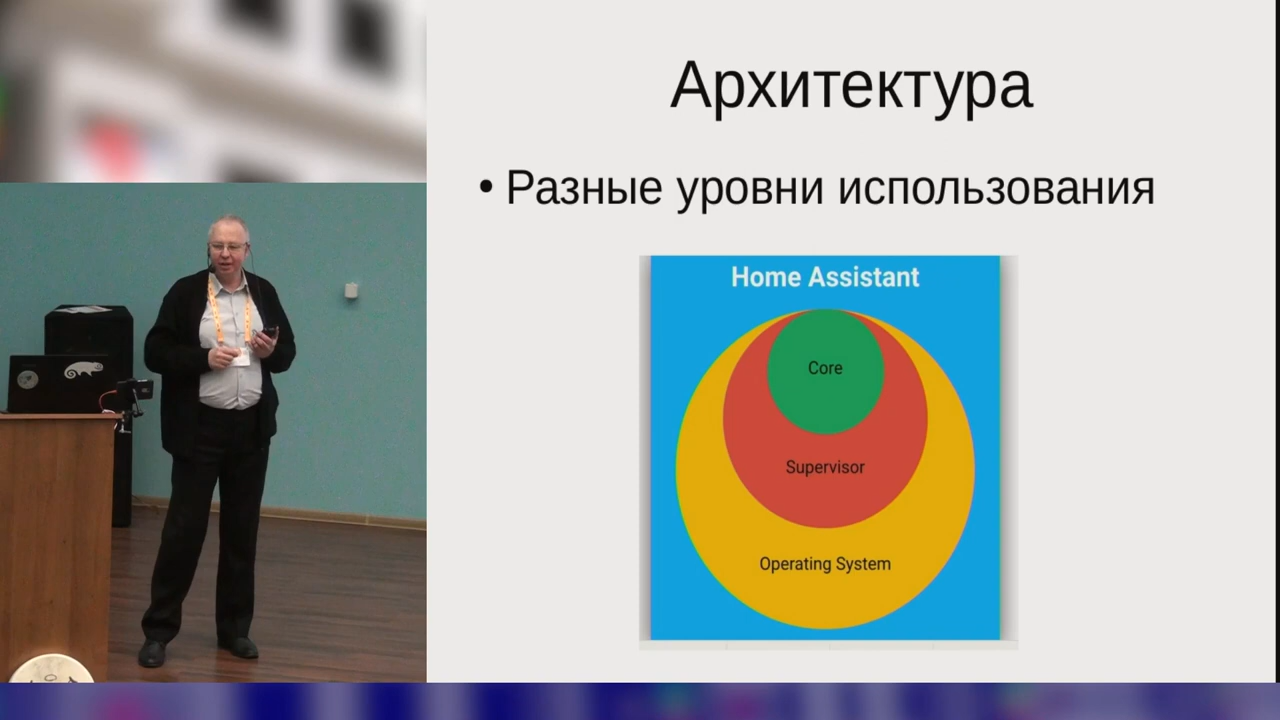 Архитектура
• Разные уровни использования
Home Assistant
Core
Supervisor
Operating System